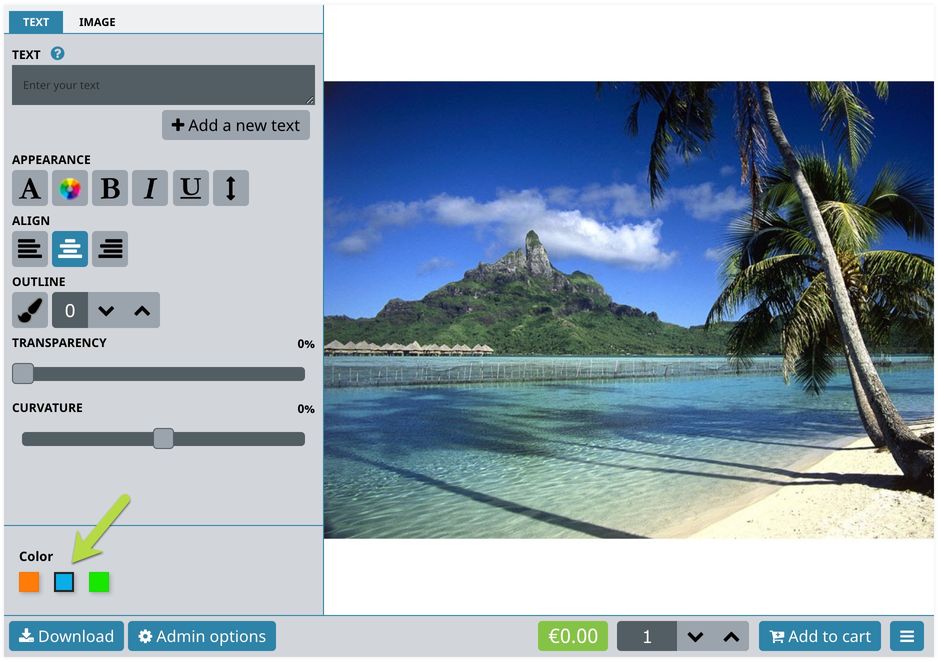 TEXT IMAGE
TEXT ?
Enter your text
Add a new text
APPEARANCE
A B I U
ALIGN
OUTLINE
0
TRANSPARENCY 0%
CURVATURE 0%
Color
Download Admin options €0.00 1 Add to cart